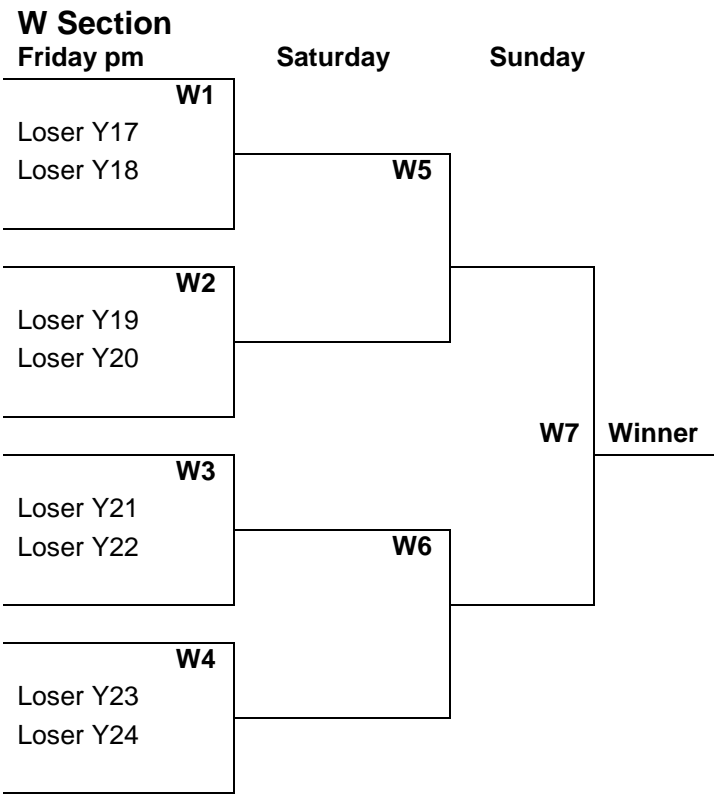 W Section
Friday pm Saturday Sunday
W1
Loser Y17
Loser Y18
W5
W2
Loser Y19
Loser Y20
W7 Winner
W3
Loser Y21
Loser Y22
W6
W4
Loser Y23
Loser Y24